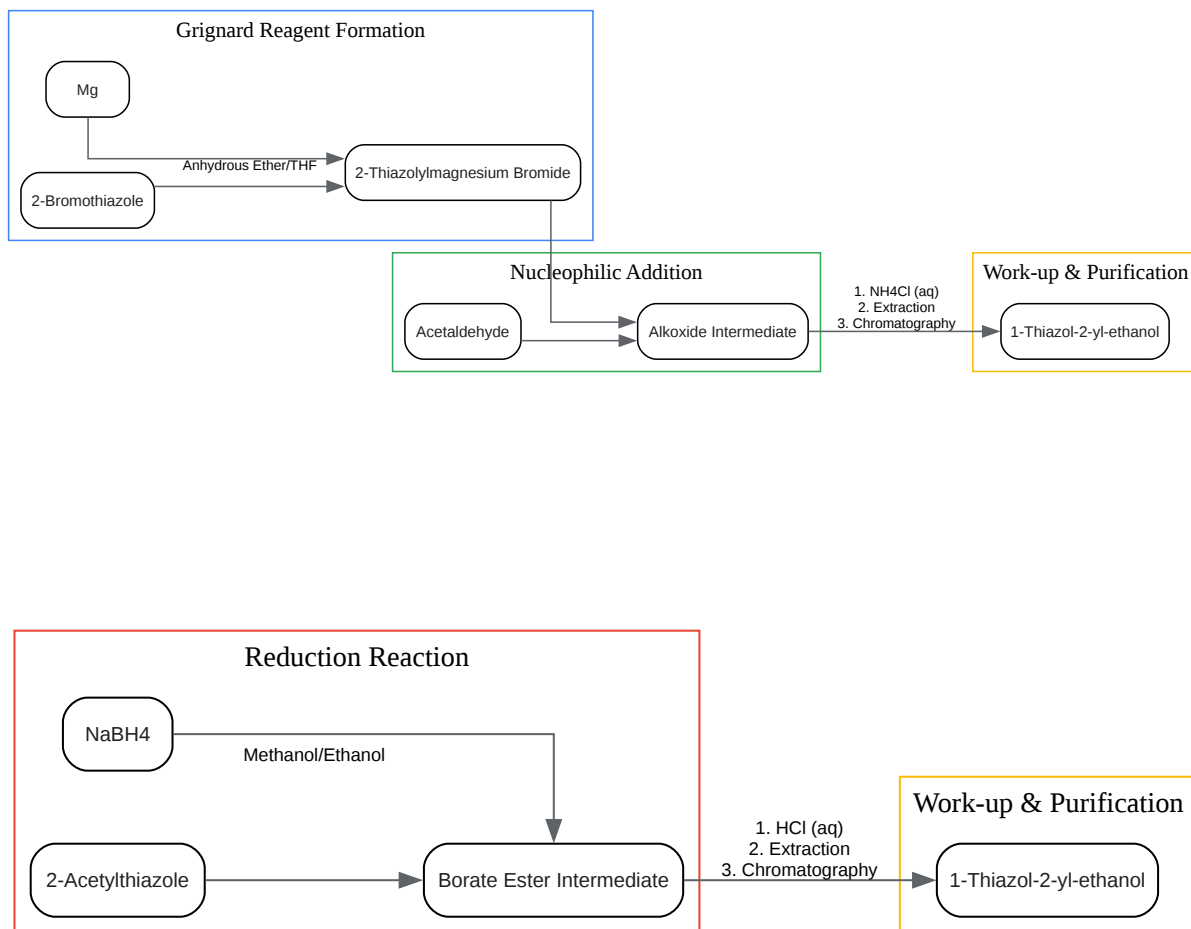 Grignard Reagent Formation
Mg
Anhydrous Ether/THF
2-Thiazolylmagnesium Bromide
2-Bromothiazole
Nucleophilic Addition
Acetaldehyde
Alkoxide Intermediate
1. NH4Cl (aq)
2. Extraction
3. Chromatography
Work-up & Purification
1-Thiazol-2-yl-ethanol
Reduction Reaction
NaBH4
Methanol/Ethanol
2-Acetylthiazole
Borate Ester Intermediate
1. HCl (aq)
2. Extraction
3. Chromatography
Work-up & Purification
1-Thiazol-2-yl-ethanol